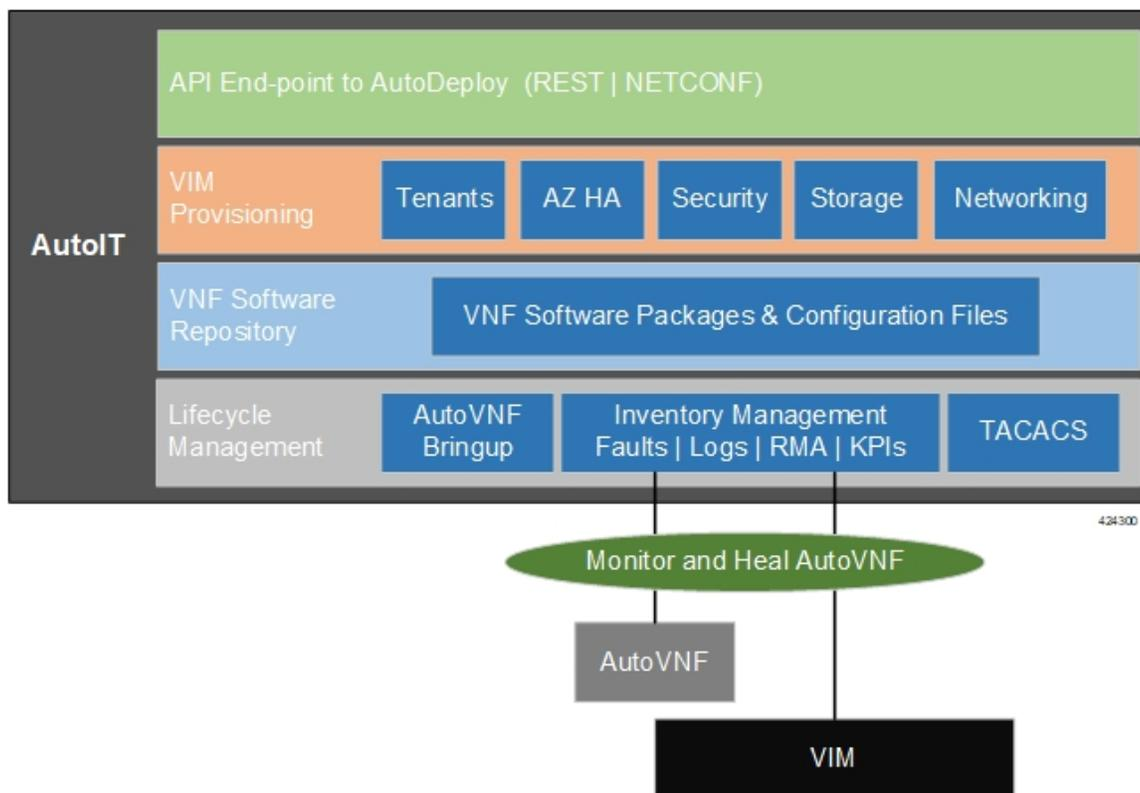 API End-point to AutoDeploy (REST | NETCONF)
VIM
Provisioning
Tenants
AZ HA
Security
Storage
Networking
AutoIT
VNF Software
Repository
VNF Software Packages & Configuration Files
Lifecycle
Management
AutoVNF
Bringup
Inventory Management
Faults | Logs | RMA | KPIs
TACACS
424300
Monitor and Heal AutoVNF
AutoVNF
VIM